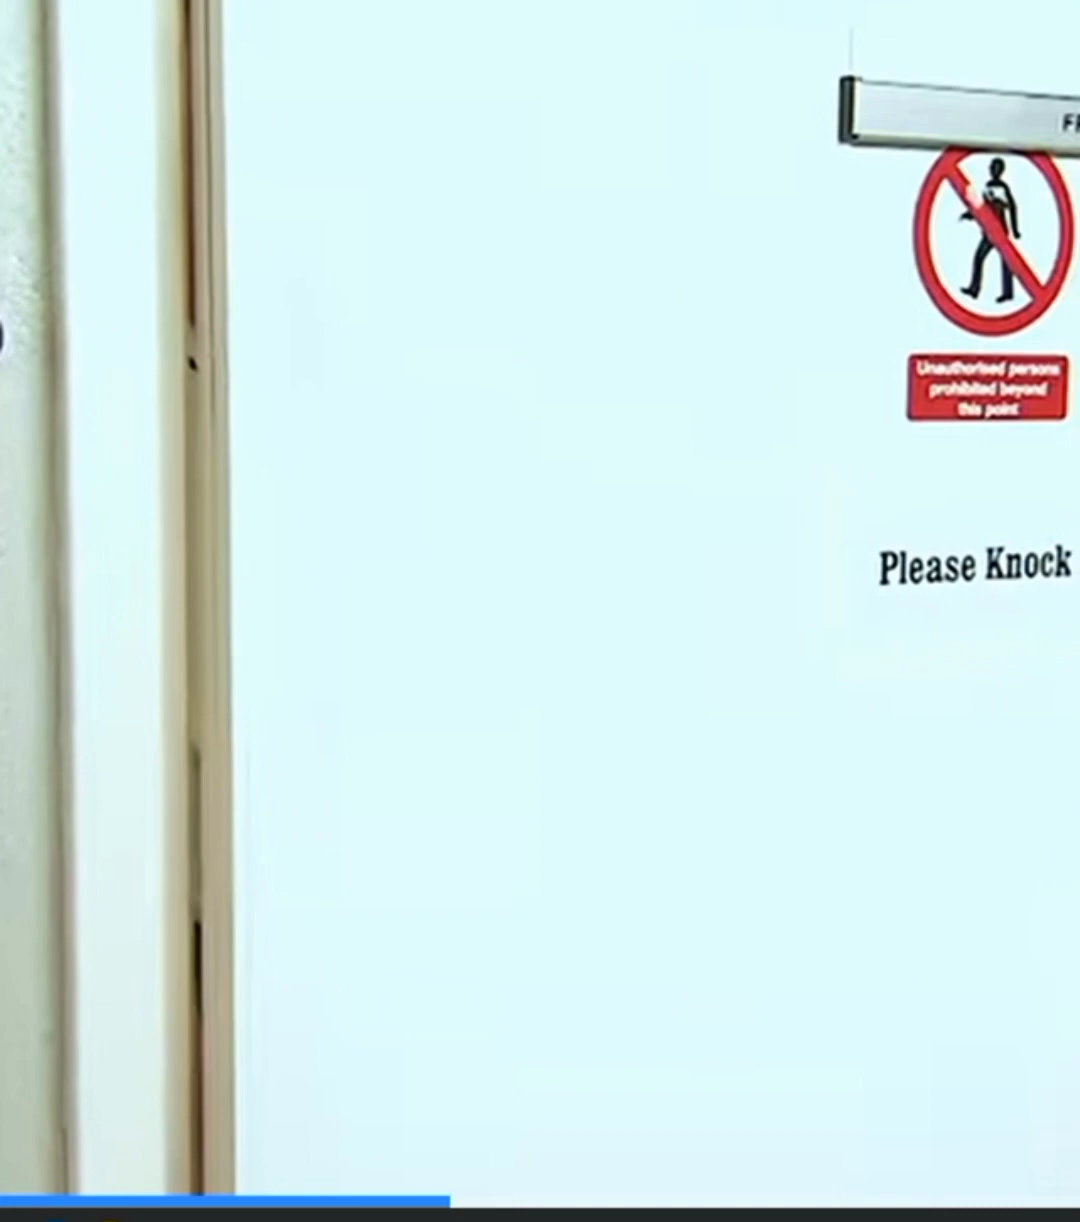 Unauthorised persons
prohibited beyond
this point
Please Knock